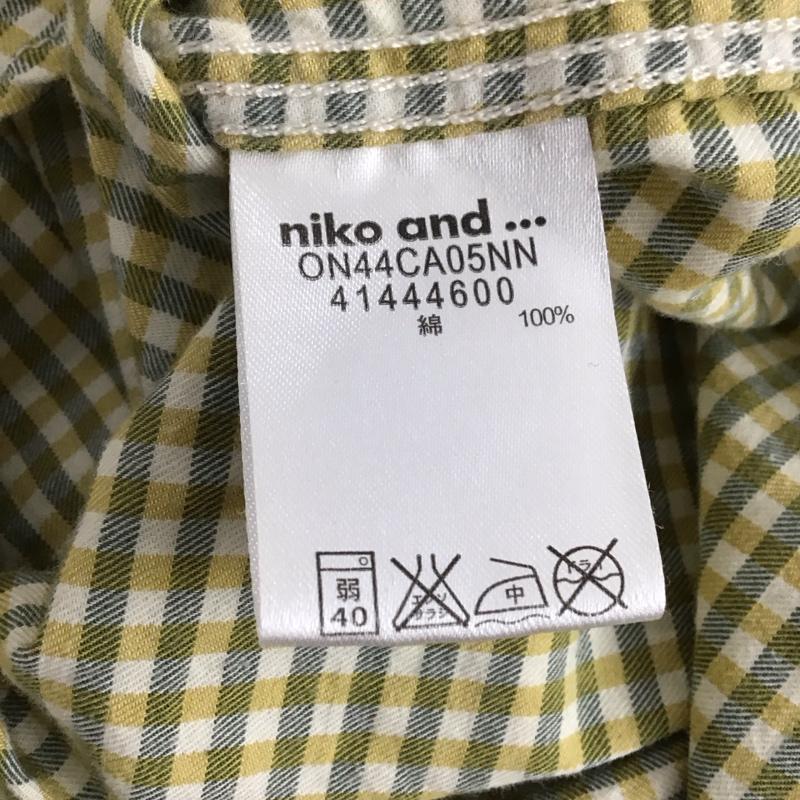 niko and ...
ON44CA05NN
41444600
綿 100%
弱 中 ドライ
40 エンソ
サラシ